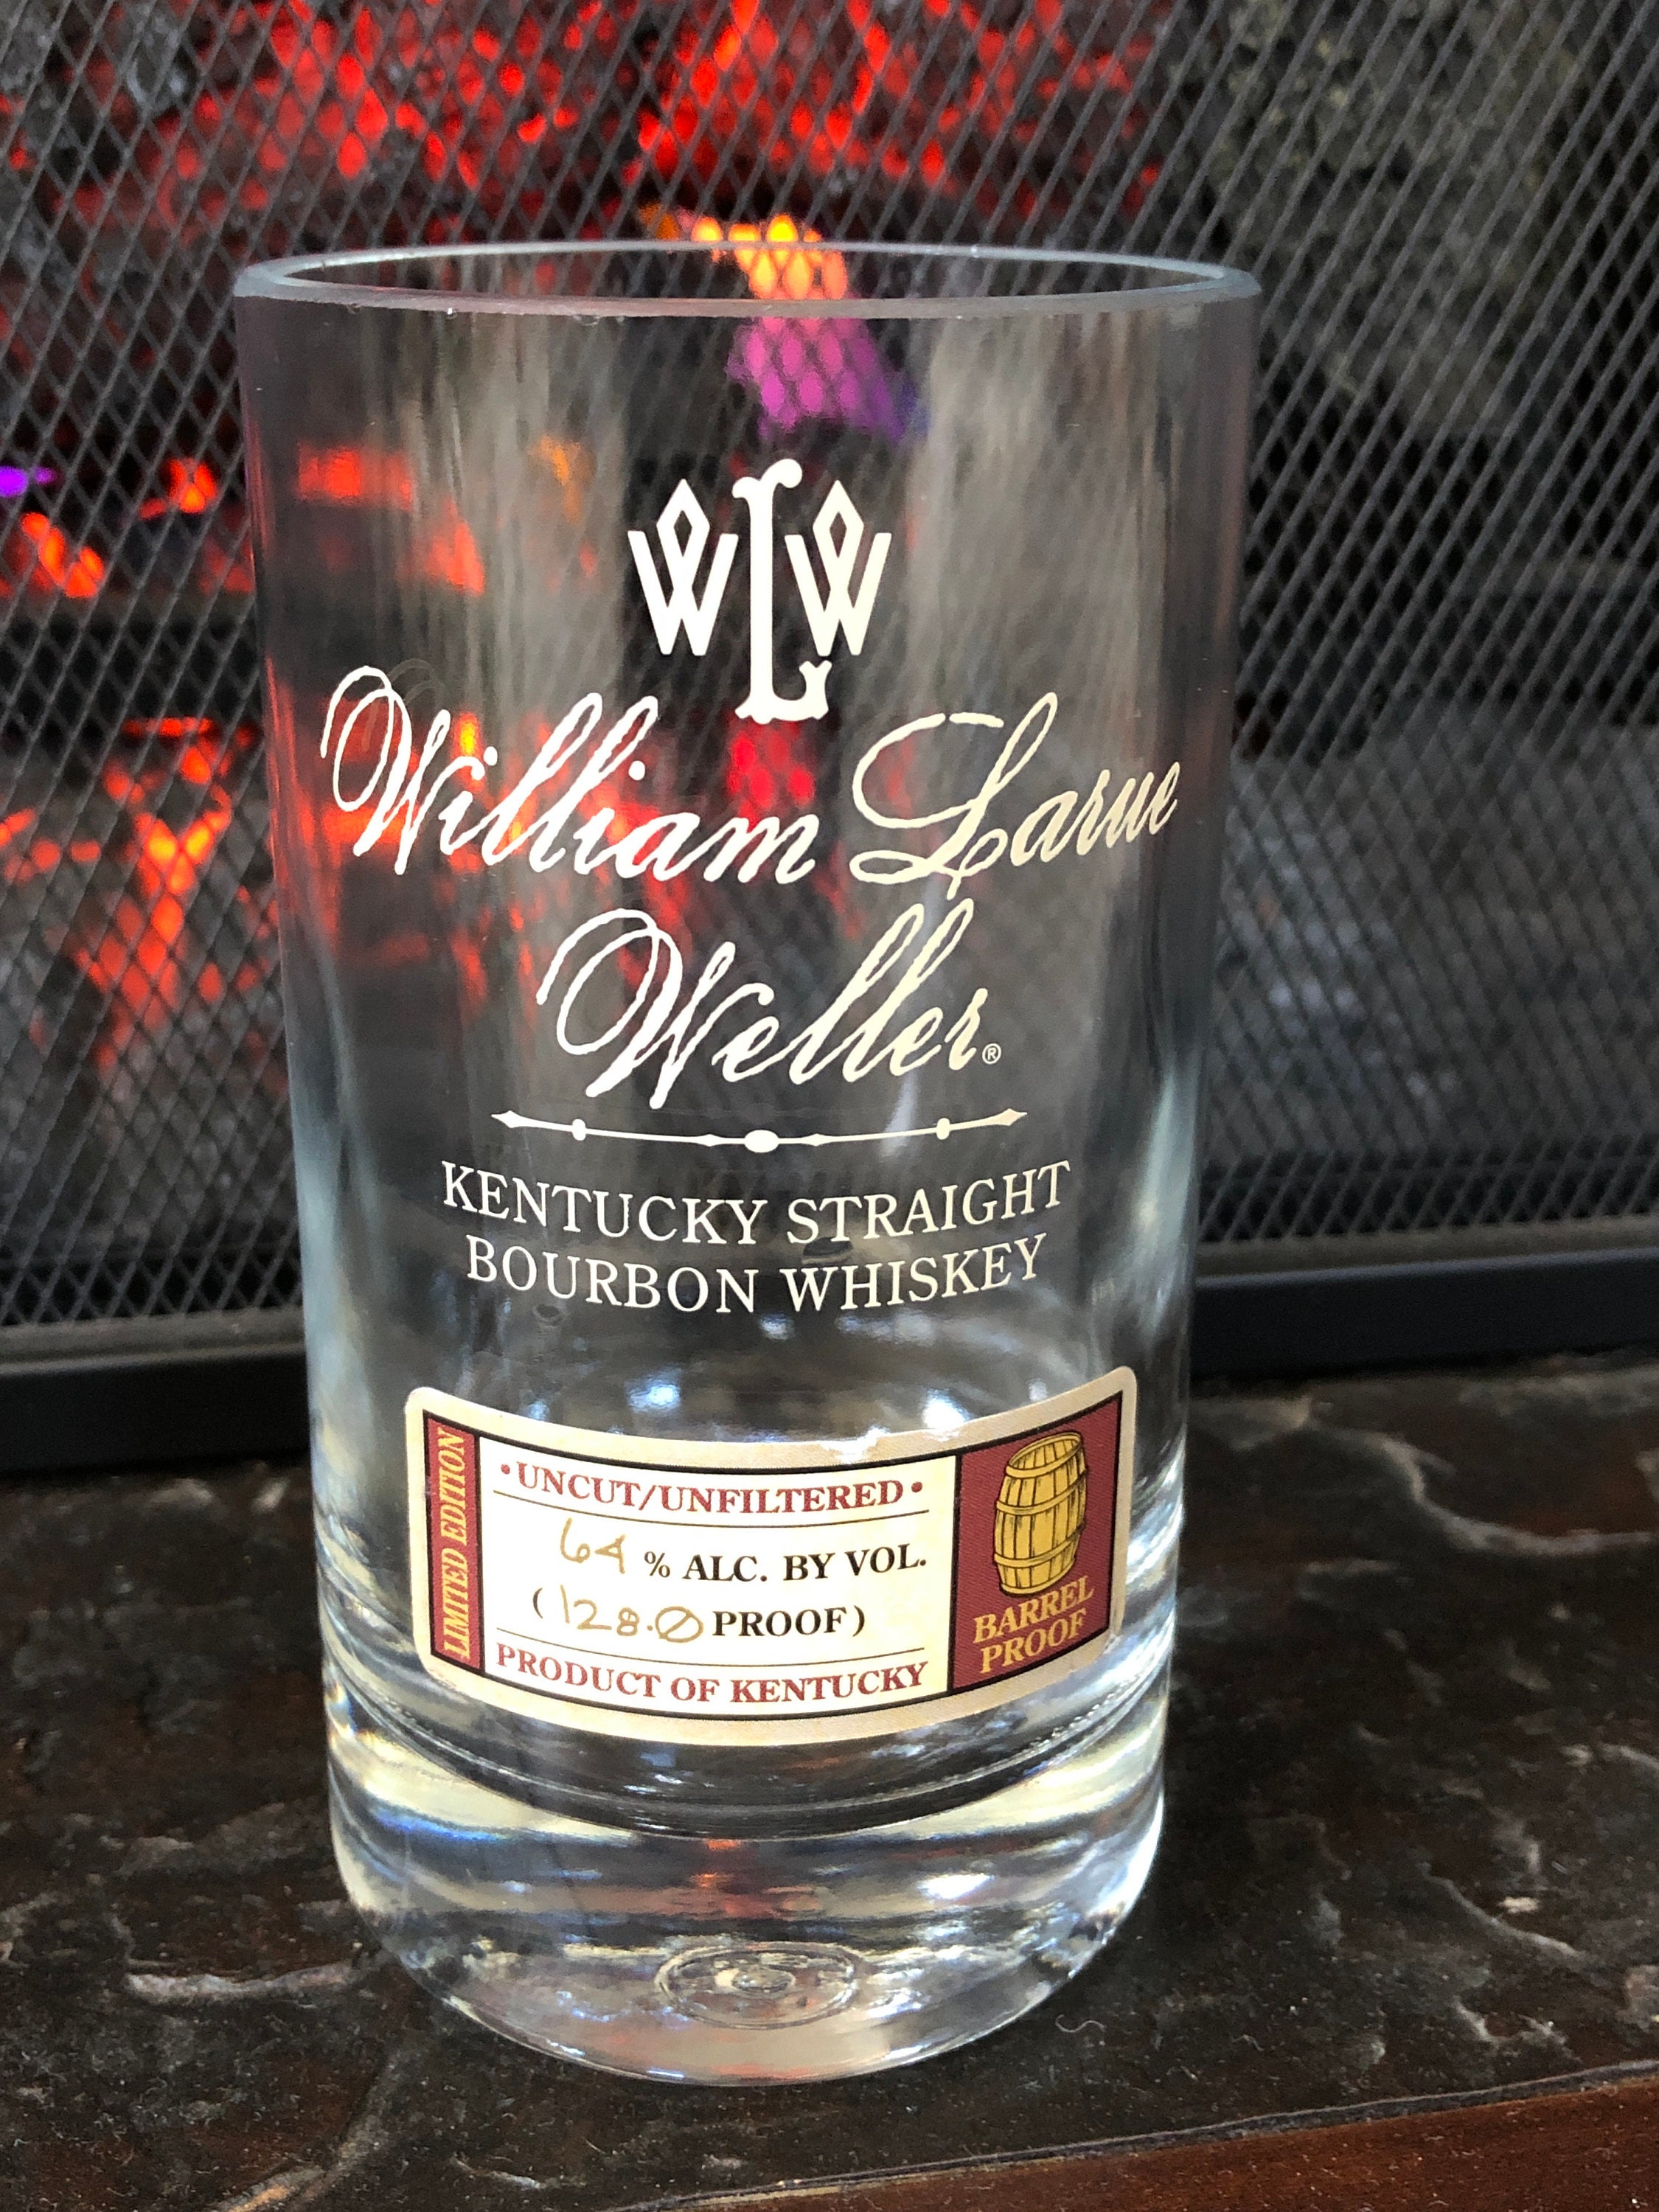 WLW
William Larue
Weller®
KENTUCKY STRAIGHT
BOURBON WHISKEY
LIMITED EDITION
•UNCUT/UNFILTERED•
64 % ALC. BY VOL.
(128.0 PROOF)
PRODUCT OF KENTUCKY
BARREL
PROOF